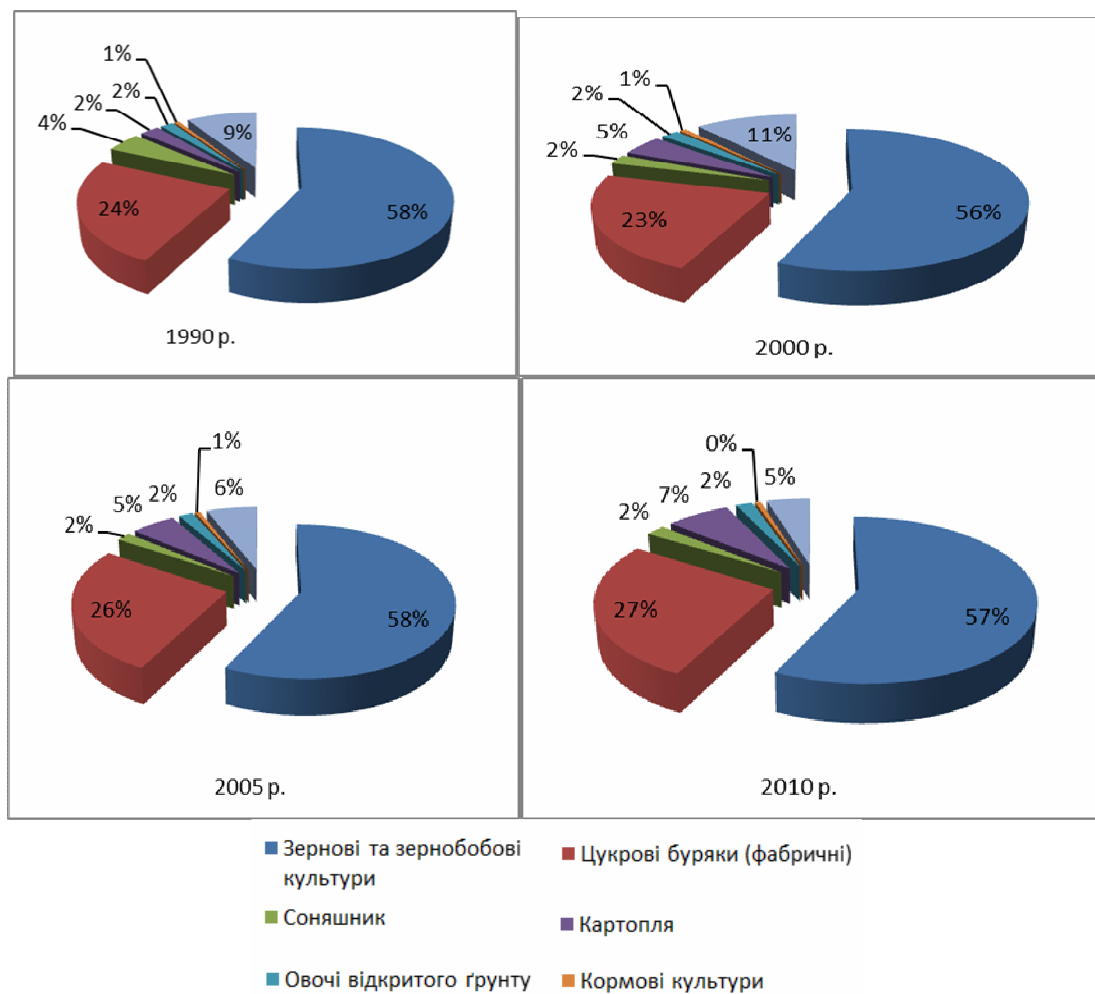 1%
2%
2%
4%
9%
24%
58%
1990 р.
1%
2%
5%
2%
11%
23%
56%
2000 р.
1%
6%
2%
5%
2%
26%
58%
2005 р.
0%
5%
2%
7%
2%
27%
57%
2010 р.
Зернові та зернобобові
культури
Цукрові буряки (фабричні)
Соняшник
Картопля
Овочі відкритого ґрунту
Кормові культури